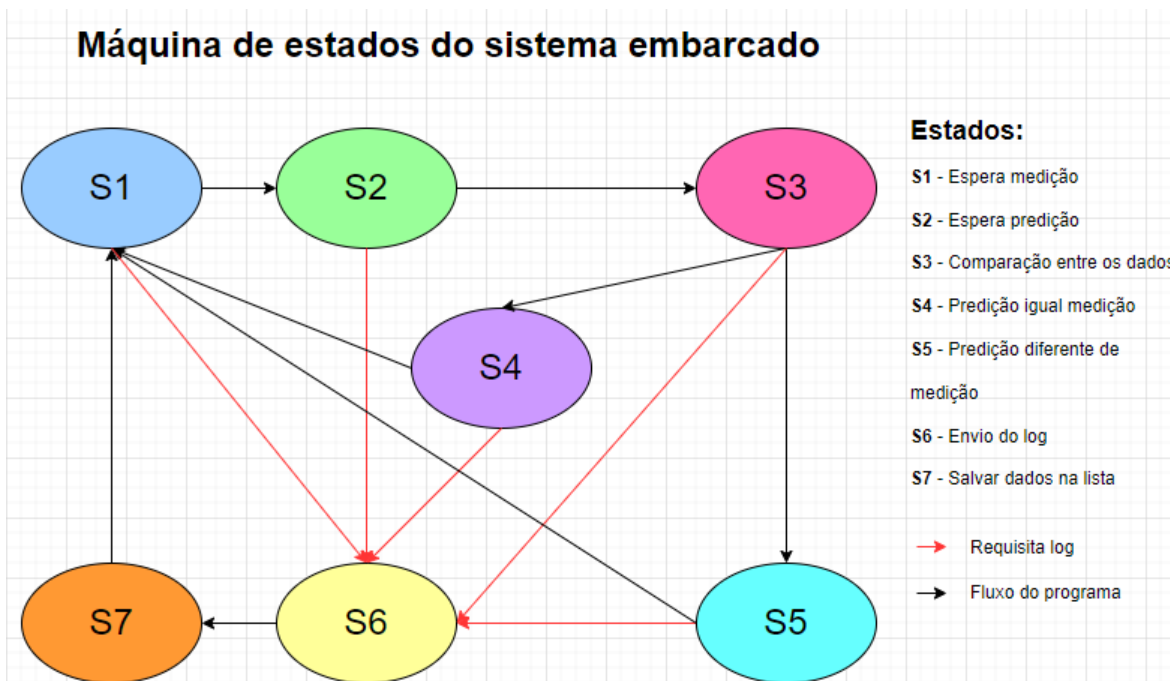 Máquina de estados do sistema embarcado
S1
S2
S3
S4
S7
S6
S5
Estados:
S1 - Espera medição
S2 - Espera predição
S3 - Comparação entre os dados
S4 - Predição igual medição
S5 - Predição diferente de
medição
S6 - Envio do log
S7 - Salvar dados na lista
Requisita log
Fluxo do programa